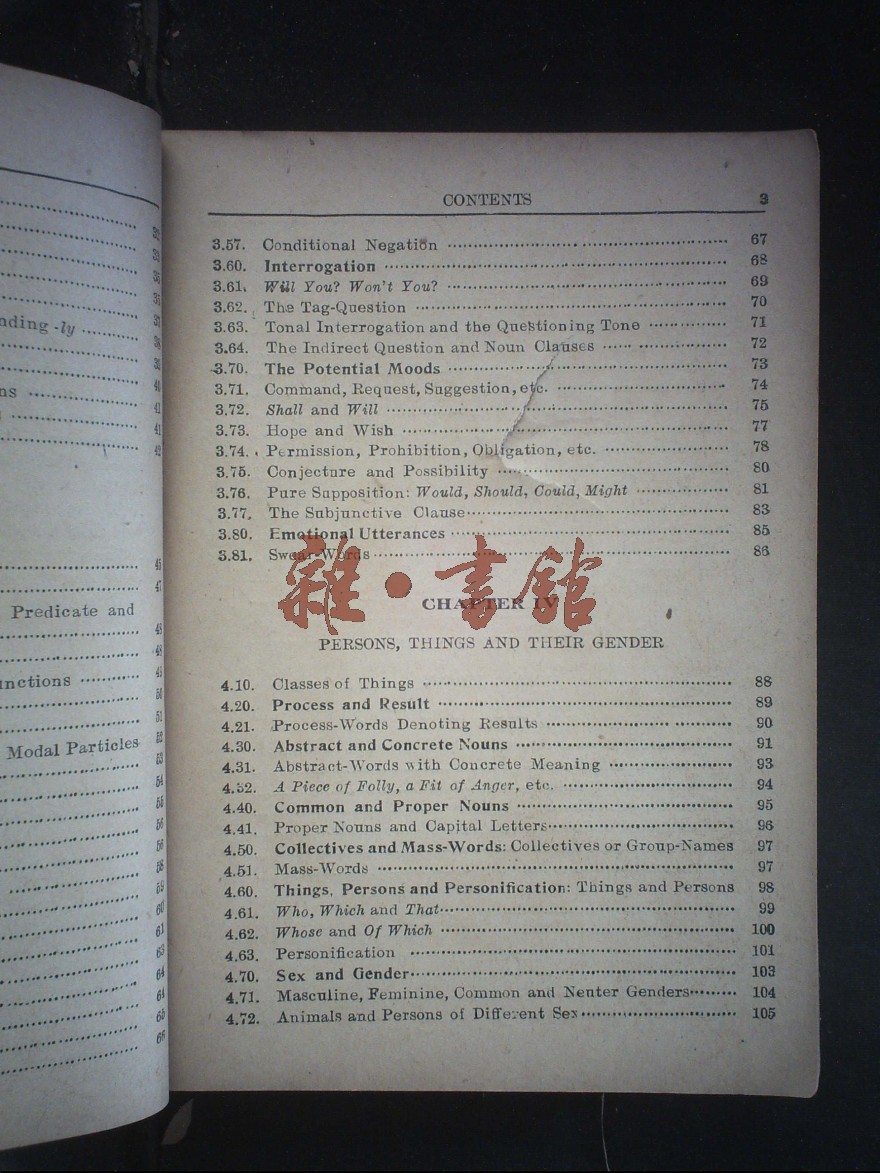 nding -ly
ns
Predicate and
nctions
Modal Particles
CONTENTS 3
3.57. Conditional Negation 67
3.60. Interrogation 68
3.61. Will You? Won't You? 69
3.62. The Tag-Question 70
3.63. Tonal Interrogation and the Questioning Tone 71
3.64. The Indirect Question and Noun Clauses 72
3.70. The Potential Moods 73
3.71. Command, Request, Suggestion, etc. 74
3.72. Shall and Will 75
3.73. Hope and Wish 77
3.74. Permission, Prohibition, Obligation, etc. 78
3.75. Conjecture and Possibility 80
3.76. Pure Supposition: Would, Should, Could, Might 81
3.77. The Subjunctive Clause 83
3.80. Emotional Utterances 85
3.81. Swear-Words 86
雜·書館
CHAPTER IV
PERSONS, THINGS AND THEIR GENDER
4.10. Classes of Things 88
4.20. Process and Result 89
4.21. Process-Words Denoting Results 90
4.30. Abstract and Concrete Nouns 91
4.31. Abstract-Words with Concrete Meaning 93
4.32. A Piece of Folly, a Fit of Anger, etc. 94
4.40. Common and Proper Nouns 95
4.41. Proper Nouns and Capital Letters 96
4.50. Collectives and Mass-Words: Collectives or Group-Names 97
4.51. Mass-Words 97
4.60. Things, Persons and Personification: Things and Persons 98
4.61. Who, Which and That 99
4.62. Whose and Of Which 100
4.63. Personification 101
4.70. Sex and Gender 103
4.71. Masculine, Feminine, Common and Neuter Genders 104
4.72. Animals and Persons of Different Sex 105